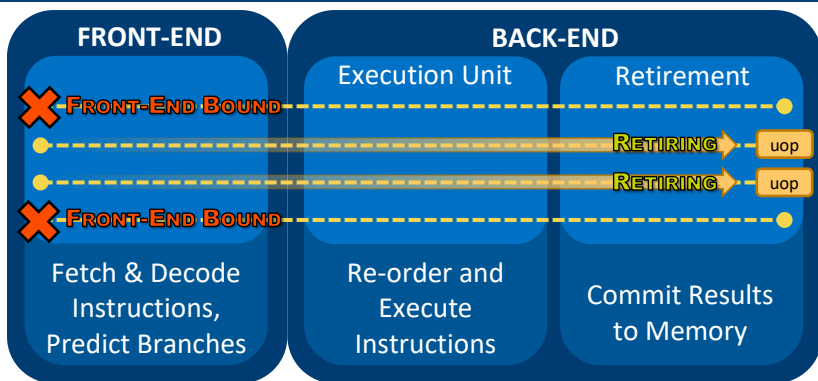 FRONT-END
BACK-END
Execution Unit
Retirement
FRONT-END BOUND
RETIRING
uop
RETIRING
uop
FRONT-END BOUND
Fetch & Decode
Instructions,
Predict Branches
Re-order and
Execute
Instructions
Commit Results
to Memory